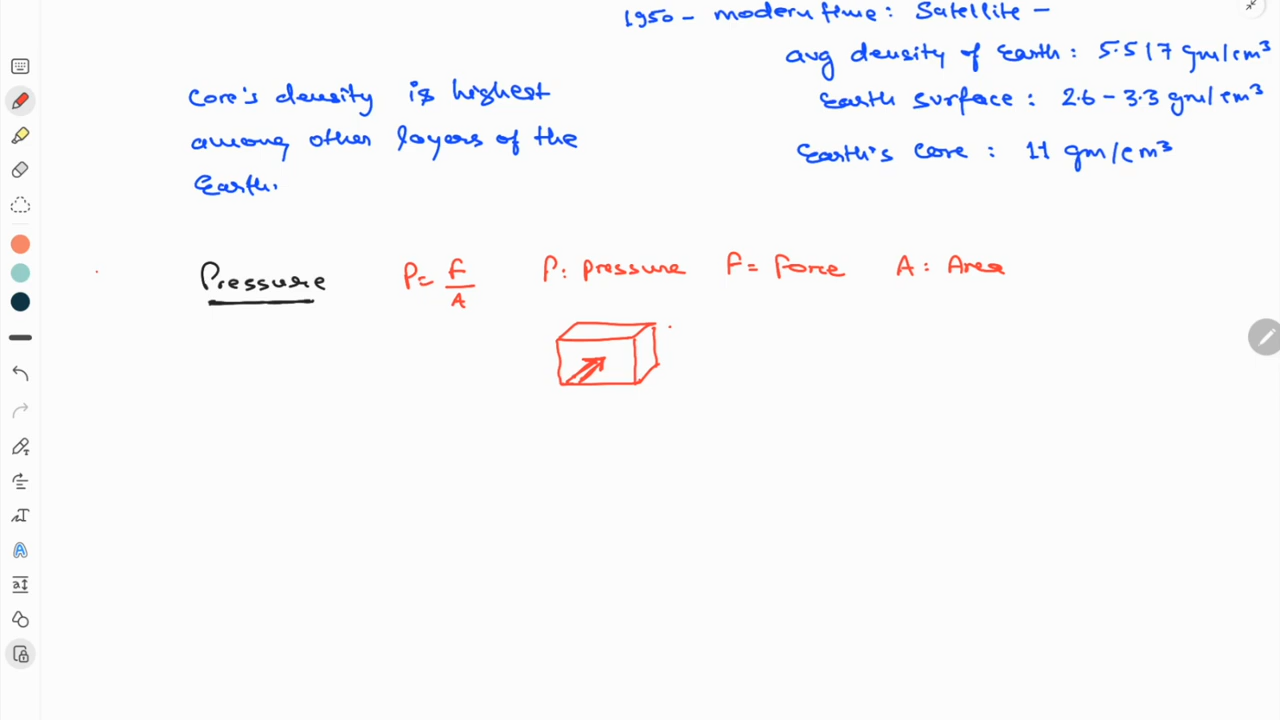 1950 - modern time : Satellite -
avg density of Earth : 5.517 gm/cm³
Earth surface : 2.6 - 3.3 gm/cm³
Earth's core : 11 gm/cm³
Core's density is highest
among other layers of the
Earth.
Pressure P = F/A P : pressure F = Force A : Area